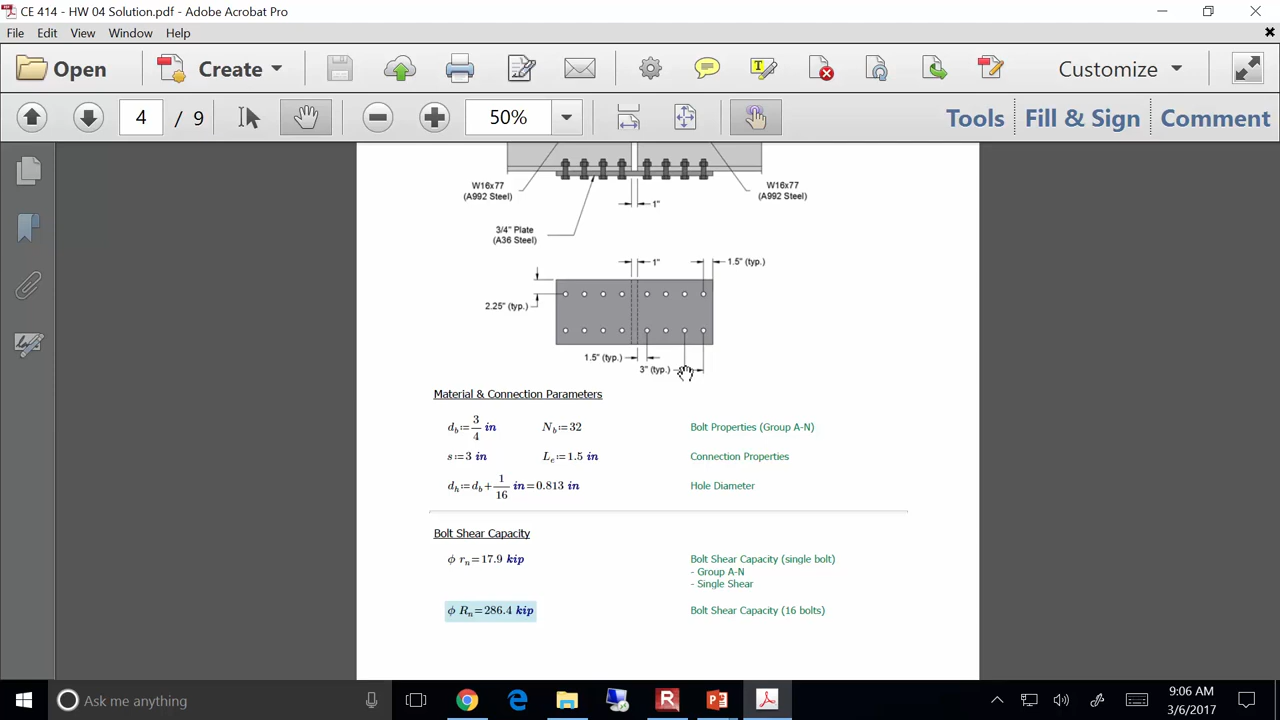 CE 414 - HW 04 Solution.pdf - Adobe Acrobat Pro
File Edit View Window Help
Open Create Customize
4 / 9 50% Tools Fill & Sign Comment
W16x77
(A992 Steel)
W16x77
(A992 Steel)
1"
3/4" Plate
(A36 Steel)
1" 1.5" (typ.)
2.25" (typ.)
1.5" (typ.)
3" (typ.)
Material & Connection Parameters
d_b:=3/4 in N_b:=32 Bolt Properties (Group A-N)
s:=3 in L_e:=1.5 in Connection Properties
d_h:=d_b+1/16 in=0.813 in Hole Diameter
Bolt Shear Capacity
ϕ r_n=17.9 kip Bolt Shear Capacity (single bolt)
- Group A-N
- Single Shear
ϕ R_n=286.4 kip Bolt Shear Capacity (16 bolts)
Ask me anything
9:06 AM
3/6/2017